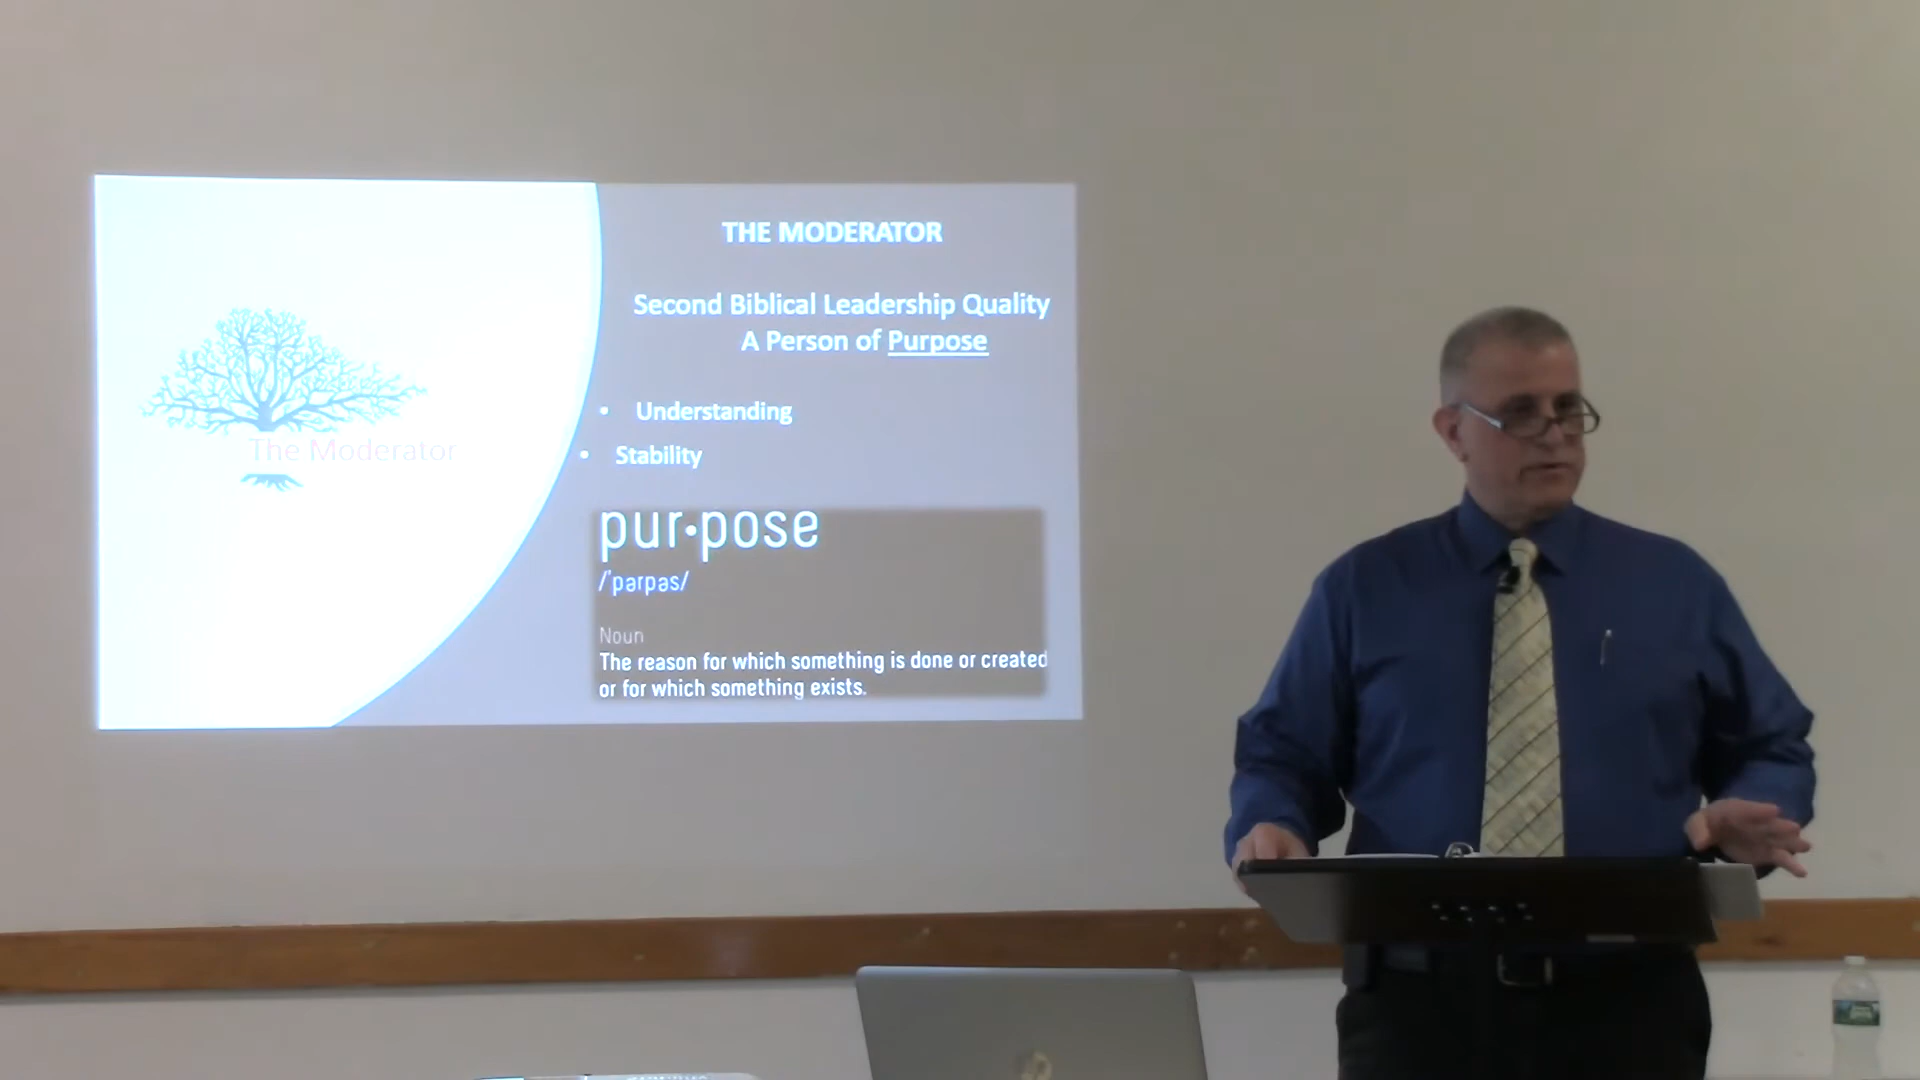 THE MODERATOR
Second Biblical Leadership Quality
A Person of Purpose
• Understanding
• Stability
The Moderator
pur•pose
/'pərpəs/
Noun
The reason for which something is done or created
or for which something exists.